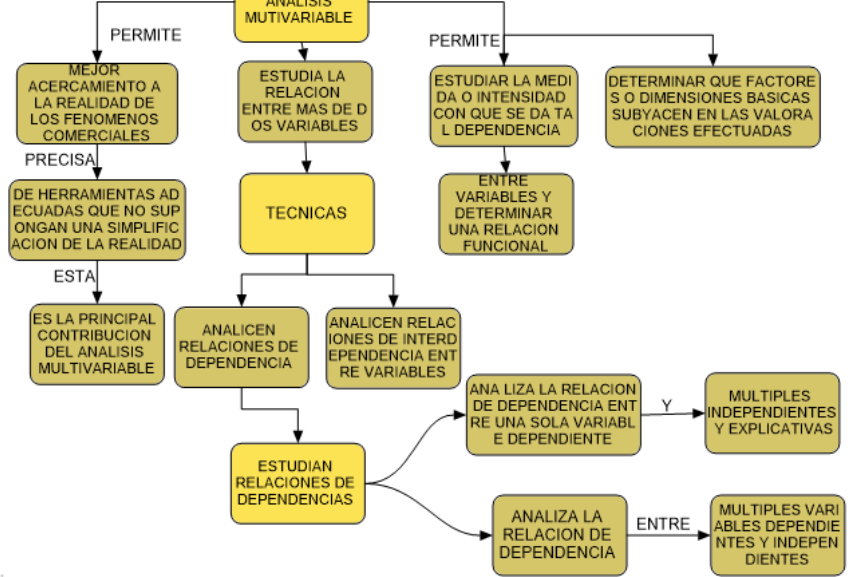 ANALISIS
MUTIVARIABLE
PERMITE
PERMITE
MEJOR
ACERCAMIENTO A
LA REALIDAD DE
LOS FENOMENOS
COMERCIALES
ESTUDIA LA
RELACION
ENTRE MAS DE D
OS VARIABLES
ESTUDIAR LA MEDI
DA O INTENSIDAD
CON QUE SE DA TA
L DEPENDENCIA
DETERMINAR QUE FACTORE
S O DIMENSIONES BASICAS
SUBYACEN EN LAS VALORA
CIONES EFECTUADAS
PRECISA
DE HERRAMIENTAS AD
ECUADAS QUE NO SUP
ONGAN UNA SIMPLIFIC
ACION DE LA REALIDAD
TECNICAS
ENTRE
VARIABLES Y
DETERMINAR
UNA RELACION
FUNCIONAL
ESTA
ES LA PRINCIPAL
CONTRIBUCION
DEL ANALISIS
MULTIVARIABLE
ANALICEN
RELACIONES DE
DEPENDENCIA
ANALICEN RELAC
IONES DE INTERD
EPENDENCIA ENT
RE VARIABLES
ANA LIZA LA RELACION
DE DEPENDENCIA ENT
RE UNA SOLA VARIABL
E DEPENDIENTE
Y
MULTIPLES
INDEPENDIENTES
Y EXPLICATIVAS
ESTUDIAN
RELACIONES DE
DEPENDENCIAS
ANALIZA LA
RELACION DE
DEPENDENCIA
ENTRE
MULTIPLES VARI
ABLES DEPENDIE
NTES Y INDEPEN
DIENTES